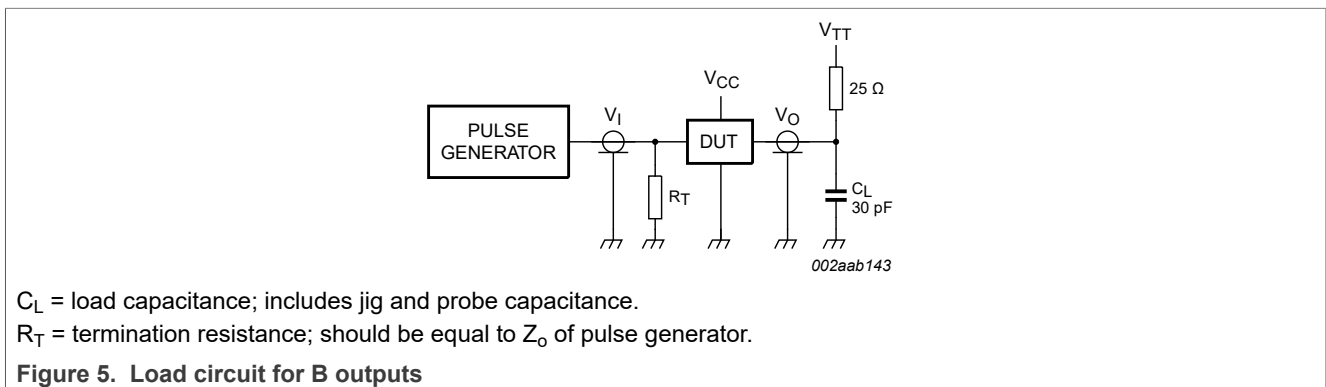 V_TT
25 Ω
V_CC
V_I
V_O
PULSE
GENERATOR
DUT
R_T
C_L
30 pF
002aab143
C_L = load capacitance; includes jig and probe capacitance.
R_T = termination resistance; should be equal to Z_o of pulse generator.
Figure 5. Load circuit for B outputs